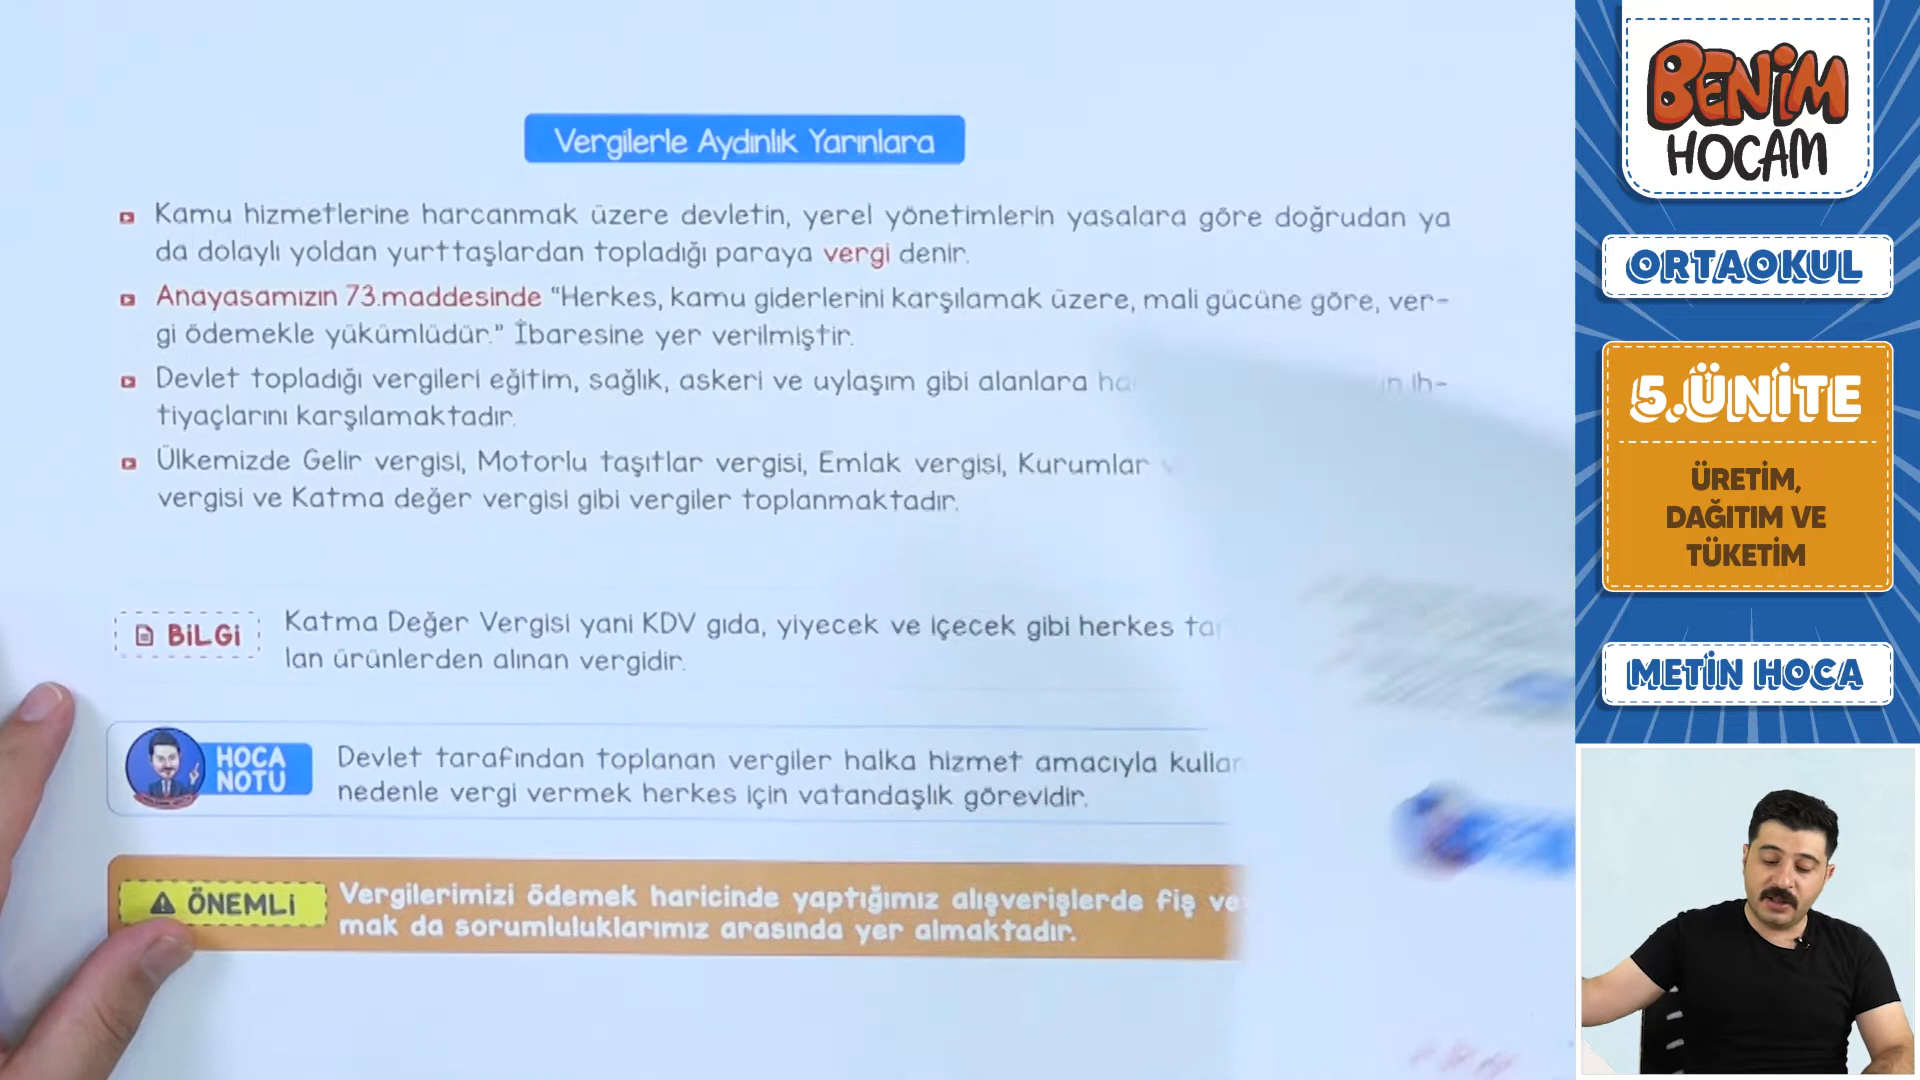 Vergilerle Aydınlık Yarınlara
Kamu hizmetlerine harcanmak üzere devletin, yerel yönetimlerin yasalara göre doğrudan ya
da dolaylı yoldan yurttaşlardan topladığı paraya vergi denir.
Anayasamızın 73.maddesinde "Herkes, kamu giderlerini karşılamak üzere, mali gücüne göre, ver-
gi ödemekle yükümlüdür." İbaresine yer verilmiştir.
Devlet topladığı vergileri eğitim, sağlık, askeri ve uylaşım gibi alanlara ih-
tiyaçlarını karşılamaktadır.
Ülkemizde Gelir vergisi, Motorlu taşıtlar vergisi, Emlak vergisi, Kurumlar
vergisi ve Katma değer vergisi gibi vergiler toplanmaktadır.
BİLGİ
Katma Değer Vergisi yani KDV gıda, yiyecek ve içecek gibi herkes
lan ürünlerden alınan vergidir.
HOCA
NOTU
Devlet tarafından toplanan vergiler halka hizmet amacıyla
nedenle vergi vermek herkes için vatandaşlık görevidir.
ÖNEMLİ
Vergilerimizi ödemek haricinde yaptığımız alışverişlerde fiş
mak da sorumluluklarımız arasında yer almaktadır.
BENİM
HOCAM
ORTAOKUL
5.ÜNİTE
ÜRETİM,
DAĞITIM VE
TÜKETİM
METİN HOCA